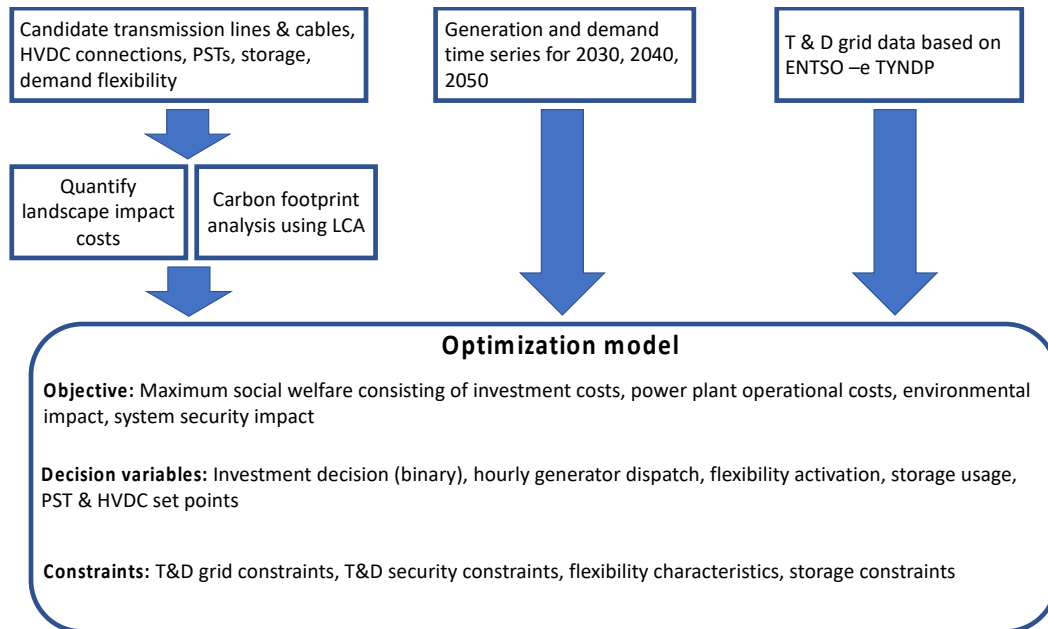 Candidate transmission lines & cables,
HVDC connections, PSTs, storage,
demand flexibility
Generation and demand
time series for 2030, 2040,
2050
T & D grid data based on
ENTSO –e TYNDP
Quantify
landscape impact
costs
Carbon footprint
analysis using LCA
Optimization model
Objective: Maximum social welfare consisting of investment costs, power plant operational costs, environmental
impact, system security impact
Decision variables: Investment decision (binary), hourly generator dispatch, flexibility activation, storage usage,
PST & HVDC set points
Constraints: T&D grid constraints, T&D security constraints, flexibility characteristics, storage constraints